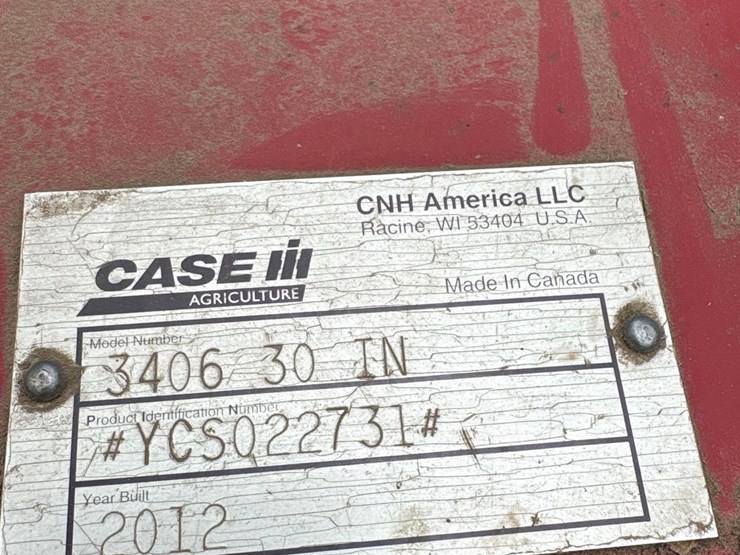 CNH America LLC
Racine, WI 53404 U.S.A.
CASE IH
AGRICULTURE
Made In Canada
Model Number
3406 30 IN
Product Identification Number
#YCS022731#
Year Built
2012